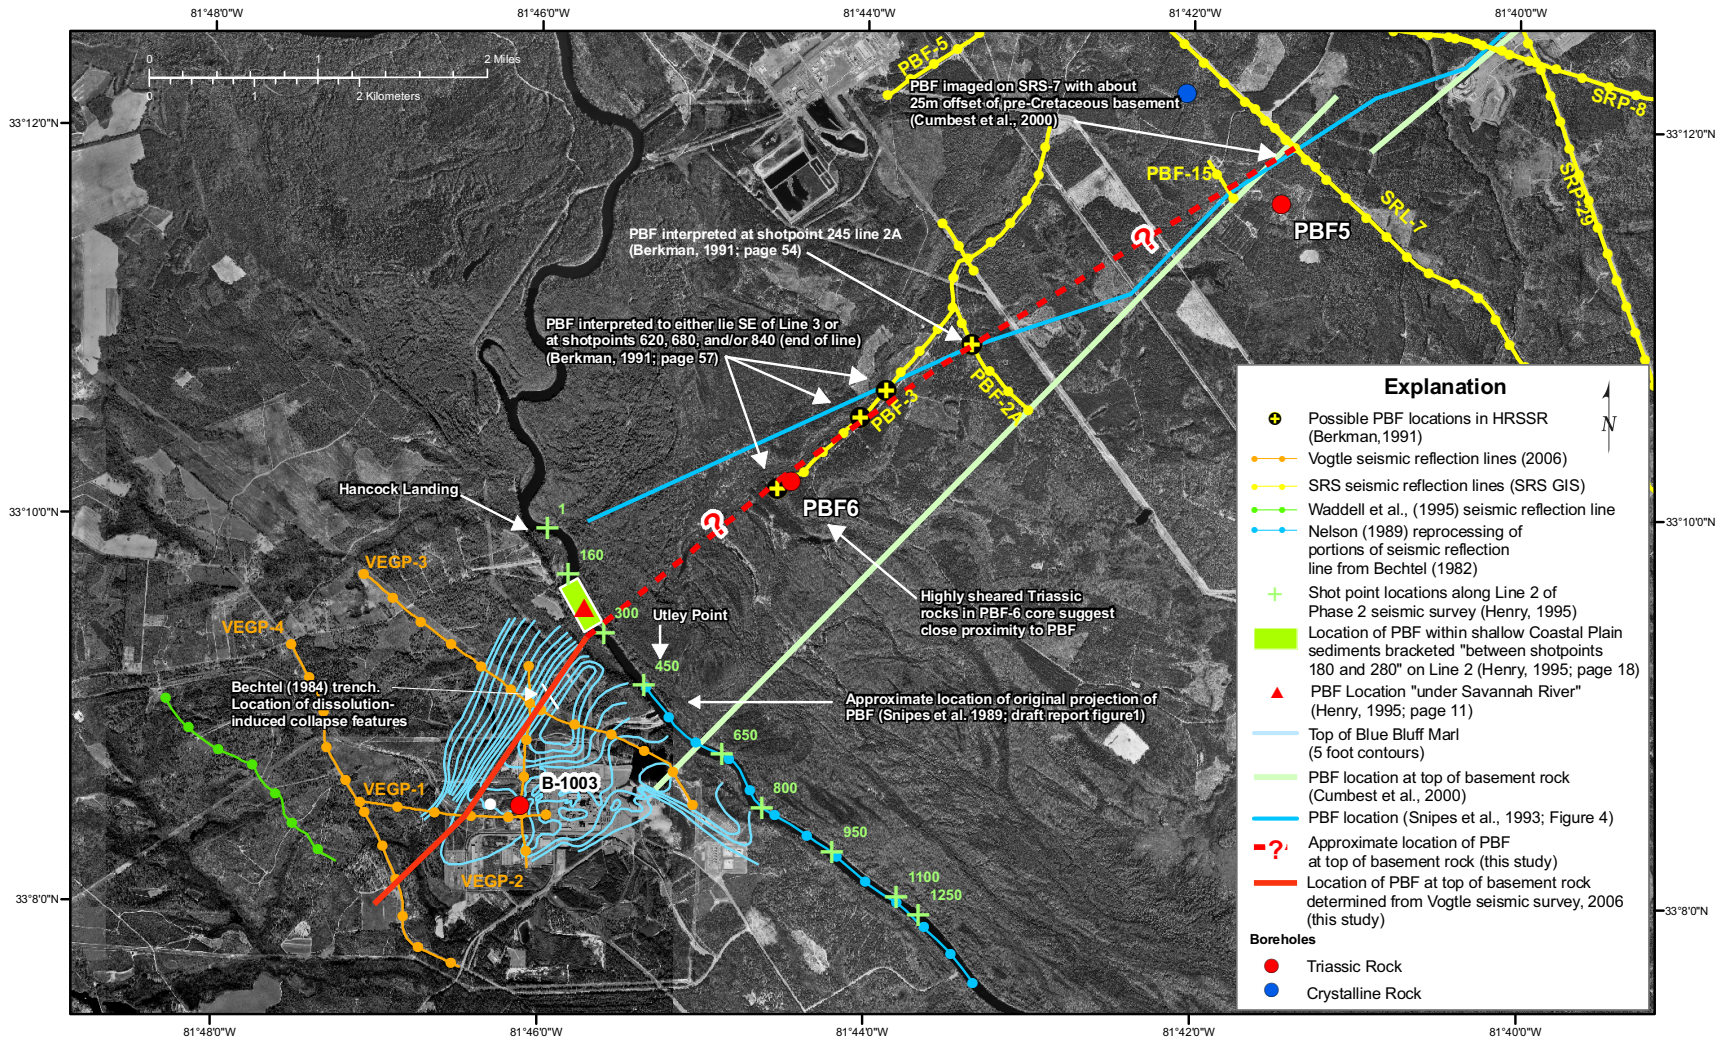 81°48'0"W
81°46'0"W
81°44'0"W
81°42'0"W
81°40'0"W
0
1
2 Miles
0
1
2 Kilometers
PBF-5
PBF imaged on SRS-7 with about
25m offset of pre-Cretaceous basement
(Cumbest et al., 2000)
SRP-8
33°12'0"N
33°12'0"N
PBF-15
SRP-29
SRL-7
PBF5
PBF interpreted at shotpoint 245 line 2A
(Berkman, 1991; page 54)
?
PBF interpreted to either lie SE of Line 3 or
at shotpoints 620, 680, and/or 840 (end of line)
(Berkman, 1991; page 57)
PBF-2A
PBF-3
Hancock Landing
PBF6
33°10'0"N
33°10'0"N
1
?
160
VEGP-3
Highly sheared Triassic
rocks in PBF-6 core suggest
close proximity to PBF
300
Utley Point
VEGP-4
450
Bechtel (1984) trench.
Location of dissolution-
induced collapse features
Approximate location of original projection of
PBF (Snipes et al. 1989; draft report figure1)
650
B-1003
VEGP-1
800
950
VEGP-2
1100
1250
33°8'0"N
33°8'0"N
Explanation
N
Possible PBF locations in HRSSR
(Berkman,1991)
Vogtle seismic reflection lines (2006)
SRS seismic reflection lines (SRS GIS)
Waddell et al., (1995) seismic reflection line
Nelson (1989) reprocessing of
portions of seismic reflection
line from Bechtel (1982)
Shot point locations along Line 2 of
Phase 2 seismic survey (Henry, 1995)
Location of PBF within shallow Coastal Plain
sediments bracketed "between shotpoints
180 and 280" on Line 2 (Henry, 1995; page 18)
PBF Location "under Savannah River"
(Henry, 1995; page 11)
Top of Blue Bluff Marl
(5 foot contours)
PBF location at top of basement rock
(Cumbest et al., 2000)
PBF location (Snipes et al., 1993; Figure 4)
?
Approximate location of PBF
at top of basement rock (this study)
Location of PBF at top of basement rock
determined from Vogtle seismic survey, 2006
(this study)
Boreholes
Triassic Rock
Crystalline Rock
81°48'0"W
81°46'0"W
81°44'0"W
81°42'0"W
81°40'0"W